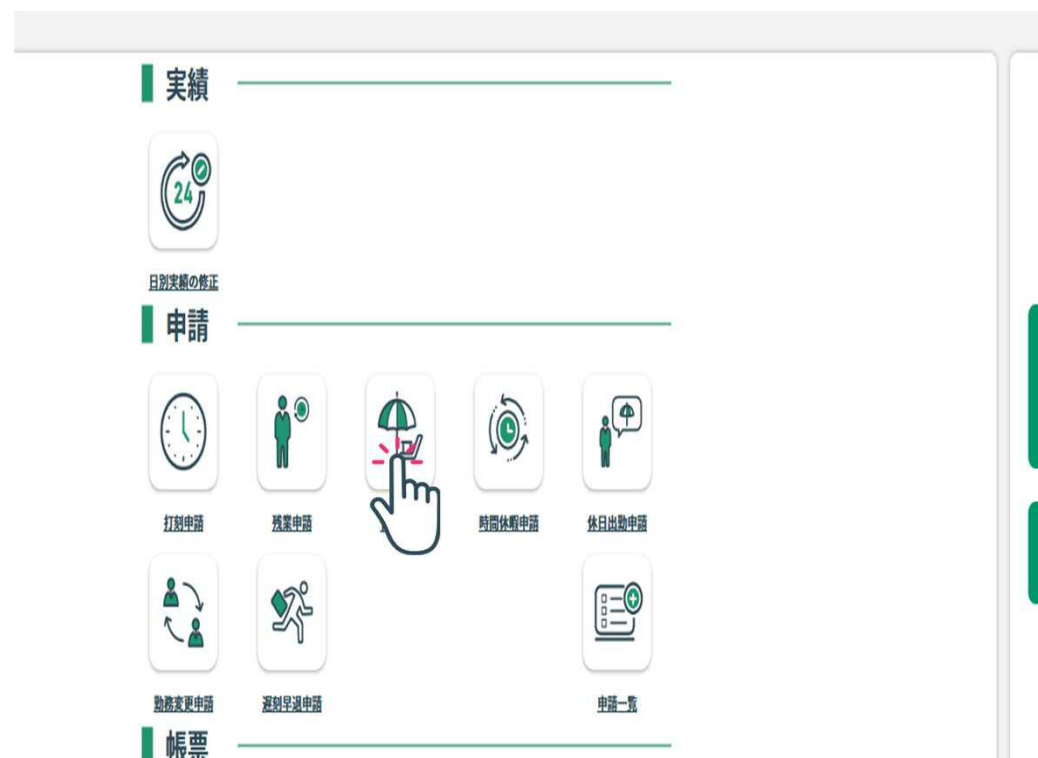 実績
24
日別実績の修正
申請
打刻申請
残業申請
時間休暇申請
休日出勤申請
勤務変更申請
遅刻早退申請
申請一覧
帳票